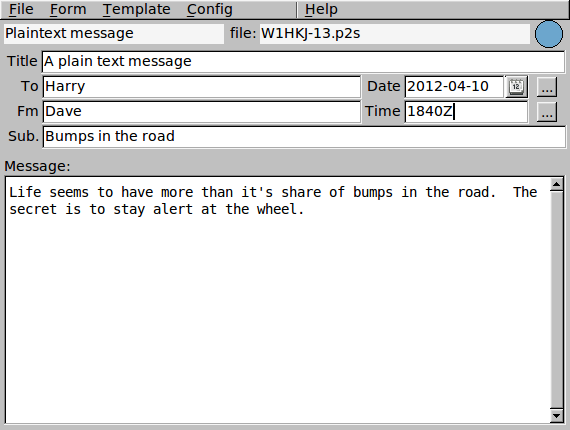 File Form Template Config Help
Plaintext message file: W1HKJ-13.p2s
Title A plain text message
To Harry Date 2012-04-10 12 ...
Fm Dave Time 1840Z ...
Sub. Bumps in the road
Message:
Life seems to have more than it's share of bumps in the road. The
secret is to stay alert at the wheel.